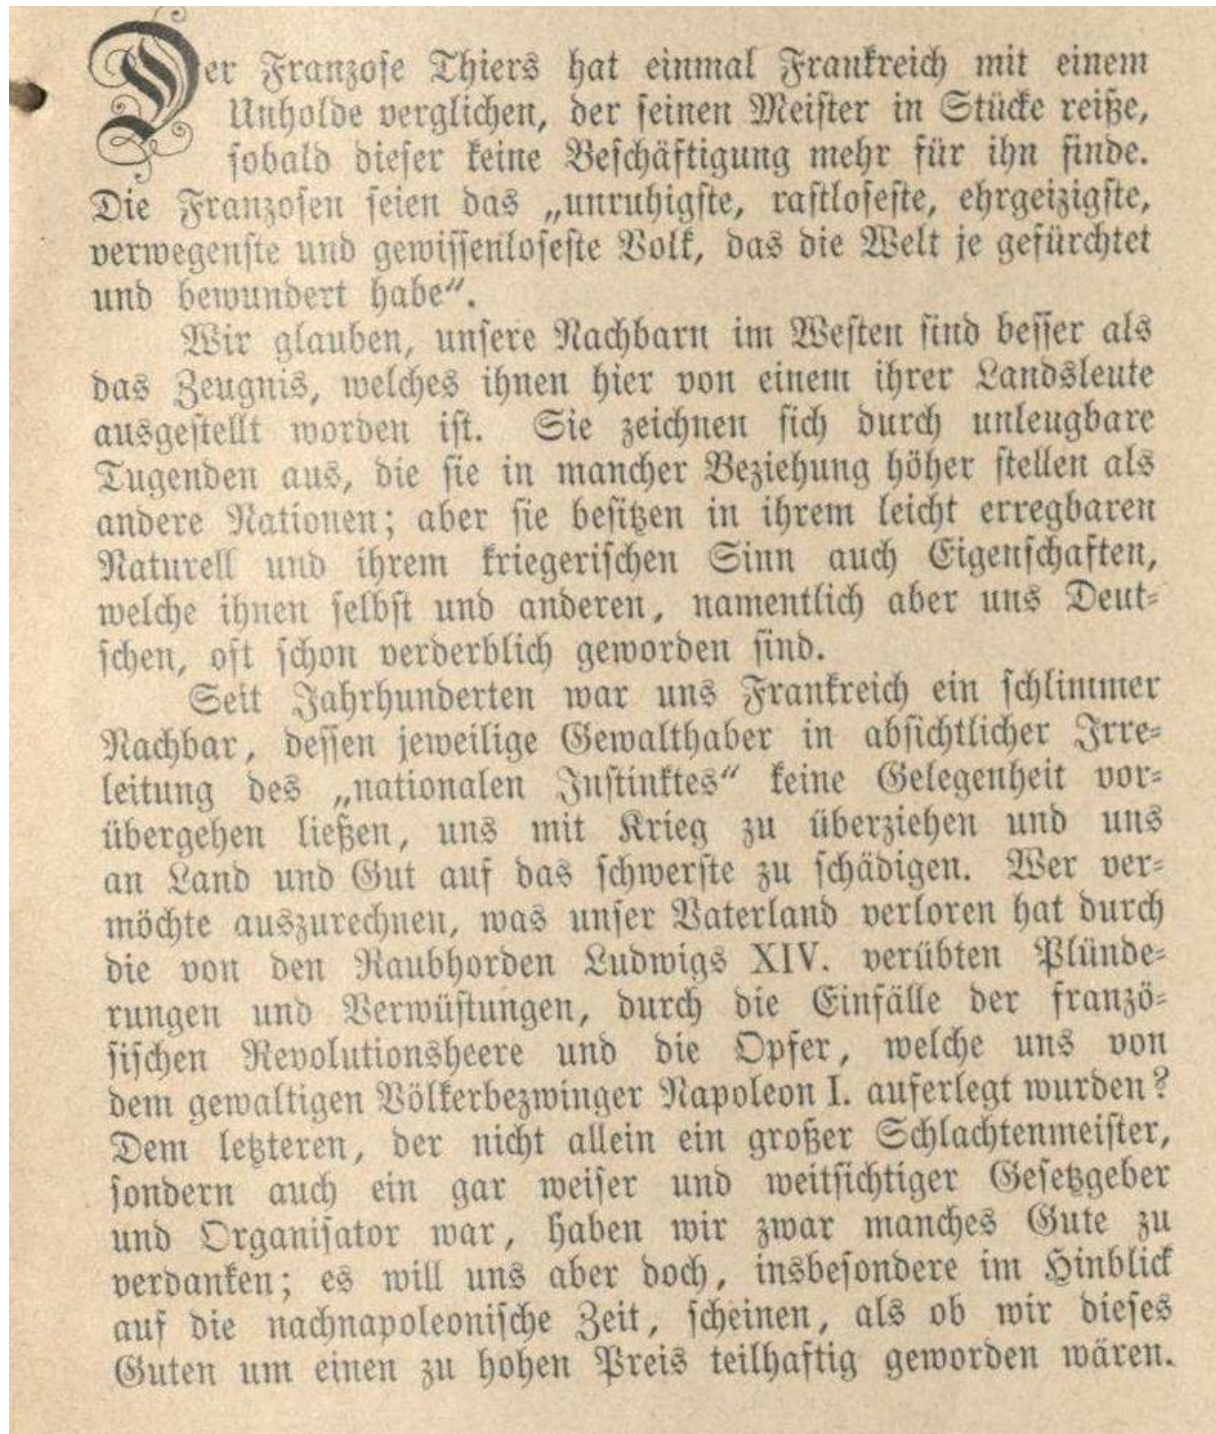 Der Franzose Thiers hat einmal Frankreich mit einem
Unholde verglichen, der seinen Meister in Stücke reiße,
sobald dieser keine Beschäftigung mehr für ihn finde.
Die Franzosen seien das „unruhigste, rastloseste, ehrgeizigste,
verwegenste und gewissenloseste Volk, das die Welt je gefürchtet
und bewundert habe“.
Wir glauben, unsere Nachbarn im Westen sind besser als
das Zeugnis, welches ihnen hier von einem ihrer Landsleute
ausgestellt worden ist. Sie zeichnen sich durch unleugbare
Tugenden aus, die sie in mancher Beziehung höher stellen als
andere Nationen; aber sie besitzen in ihrem leicht erregbaren
Naturell und ihrem kriegerischen Sinn auch Eigenschaften,
welche ihnen selbst und anderen, namentlich aber uns Deut-
schen, oft schon verderblich geworden sind.
Seit Jahrhunderten war uns Frankreich ein schlimmer
Nachbar, dessen jeweilige Gewalthaber in absichtlicher Irre-
leitung des „nationalen Instinktes“ keine Gelegenheit vor-
übergehen ließen, uns mit Krieg zu überziehen und uns
an Land und Gut auf das schwerste zu schädigen. Wer ver-
möchte auszurechnen, was unser Vaterland verloren hat durch
die von den Raubhorden Ludwigs XIV. verübten Plünde-
rungen und Verwüstungen, durch die Einfälle der franzö-
sischen Revolutionsheere und die Opfer, welche uns von
dem gewaltigen Völkerbezwinger Napoleon I. auferlegt wurden?
Dem letzteren, der nicht allein ein großer Schlachtenmeister,
sondern auch ein gar weiser und weitsichtiger Gesetzgeber
und Organisator war, haben wir zwar manches Gute zu
verdanken; es will uns aber doch, insbesondere im Hinblick
auf die nachnapoleonische Zeit, scheinen, als ob wir dieses
Guten um einen zu hohen Preis teilhaftig geworden wären.